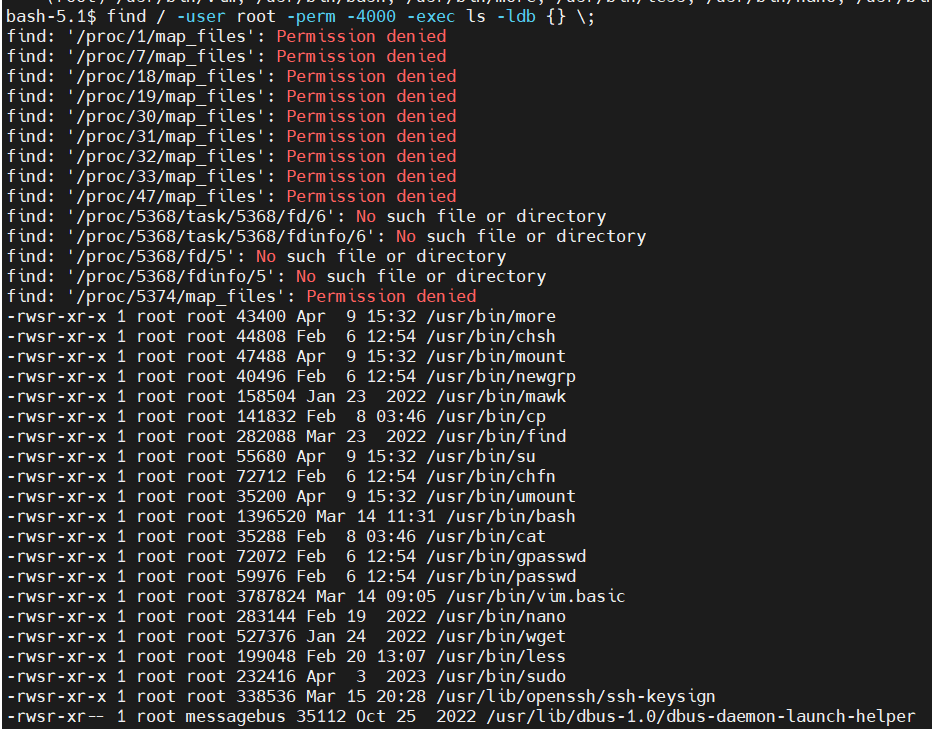 bash-5.1$ find / -user root -perm -4000 -exec ls -ldb {} \;
find: '/proc/1/map_files': Permission denied
find: '/proc/7/map_files': Permission denied
find: '/proc/18/map_files': Permission denied
find: '/proc/19/map_files': Permission denied
find: '/proc/30/map_files': Permission denied
find: '/proc/31/map_files': Permission denied
find: '/proc/32/map_files': Permission denied
find: '/proc/33/map_files': Permission denied
find: '/proc/47/map_files': Permission denied
find: '/proc/5368/task/5368/fd/6': No such file or directory
find: '/proc/5368/task/5368/fdinfo/6': No such file or directory
find: '/proc/5368/fd/5': No such file or directory
find: '/proc/5368/fdinfo/5': No such file or directory
find: '/proc/5374/map_files': Permission denied
-rwsr-xr-x 1 root root 43400 Apr  9 15:32 /usr/bin/more
-rwsr-xr-x 1 root root 44808 Feb  6 12:54 /usr/bin/chsh
-rwsr-xr-x 1 root root 47488 Apr  9 15:32 /usr/bin/mount
-rwsr-xr-x 1 root root 40496 Feb  6 12:54 /usr/bin/newgrp
-rwsr-xr-x 1 root root 158504 Jan 23  2022 /usr/bin/mawk
-rwsr-xr-x 1 root root 141832 Feb  8 03:46 /usr/bin/cp
-rwsr-xr-x 1 root root 282088 Mar 23  2022 /usr/bin/find
-rwsr-xr-x 1 root root 55680 Apr  9 15:32 /usr/bin/su
-rwsr-xr-x 1 root root 72712 Feb  6 12:54 /usr/bin/chfn
-rwsr-xr-x 1 root root 35200 Apr  9 15:32 /usr/bin/umount
-rwsr-xr-x 1 root root 1396520 Mar 14 11:31 /usr/bin/bash
-rwsr-xr-x 1 root root 35288 Feb  8 03:46 /usr/bin/cat
-rwsr-xr-x 1 root root 72072 Feb  6 12:54 /usr/bin/gpasswd
-rwsr-xr-x 1 root root 59976 Feb  6 12:54 /usr/bin/passwd
-rwsr-xr-x 1 root root 3787824 Mar 14 09:05 /usr/bin/vim.basic
-rwsr-xr-x 1 root root 283144 Feb 19  2022 /usr/bin/nano
-rwsr-xr-x 1 root root 527376 Jan 24  2022 /usr/bin/wget
-rwsr-xr-x 1 root root 199048 Feb 20 13:07 /usr/bin/less
-rwsr-xr-x 1 root root 232416 Apr  3  2023 /usr/bin/sudo
-rwsr-xr-x 1 root root 338536 Mar 15 20:28 /usr/lib/openssh/ssh-keysign
-rwsr-xr-- 1 root messagebus 35112 Oct 25  2022 /usr/lib/dbus-1.0/dbus-daemon-launch-helper